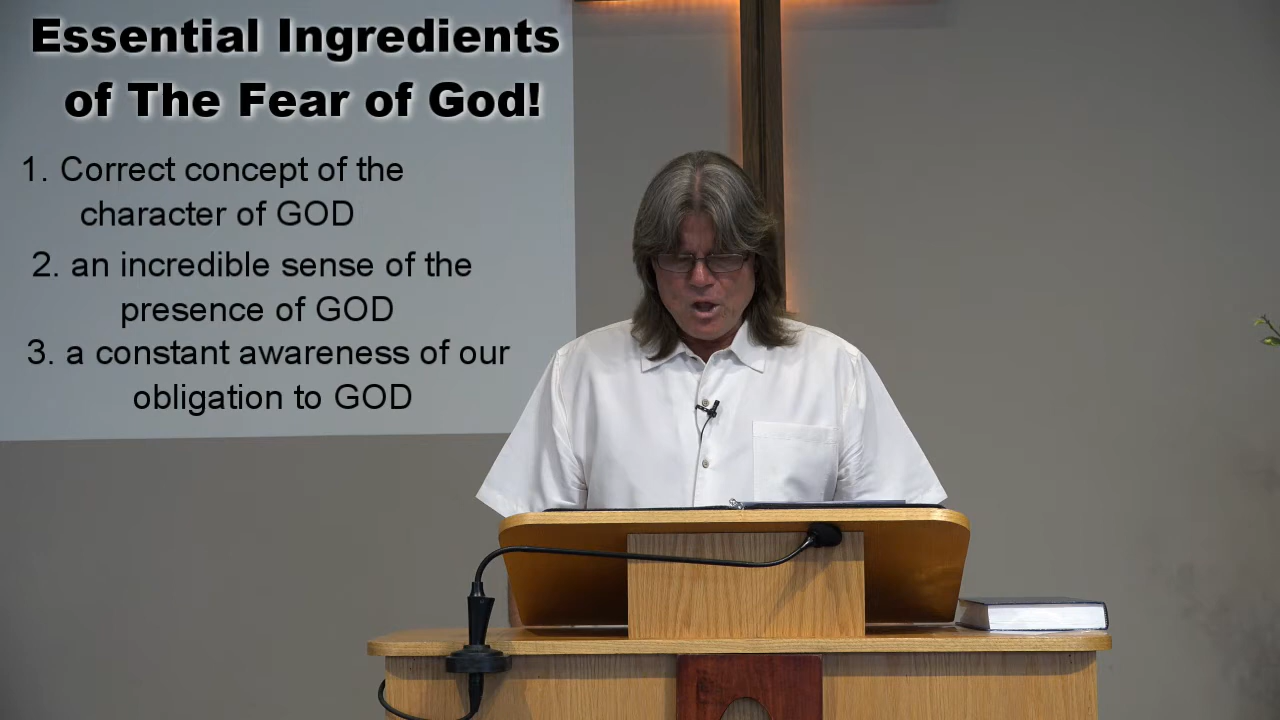 Essential Ingredients
of The Fear of God!
1. Correct concept of the
character of GOD
2. an incredible sense of the
presence of GOD
3. a constant awareness of our
obligation to GOD